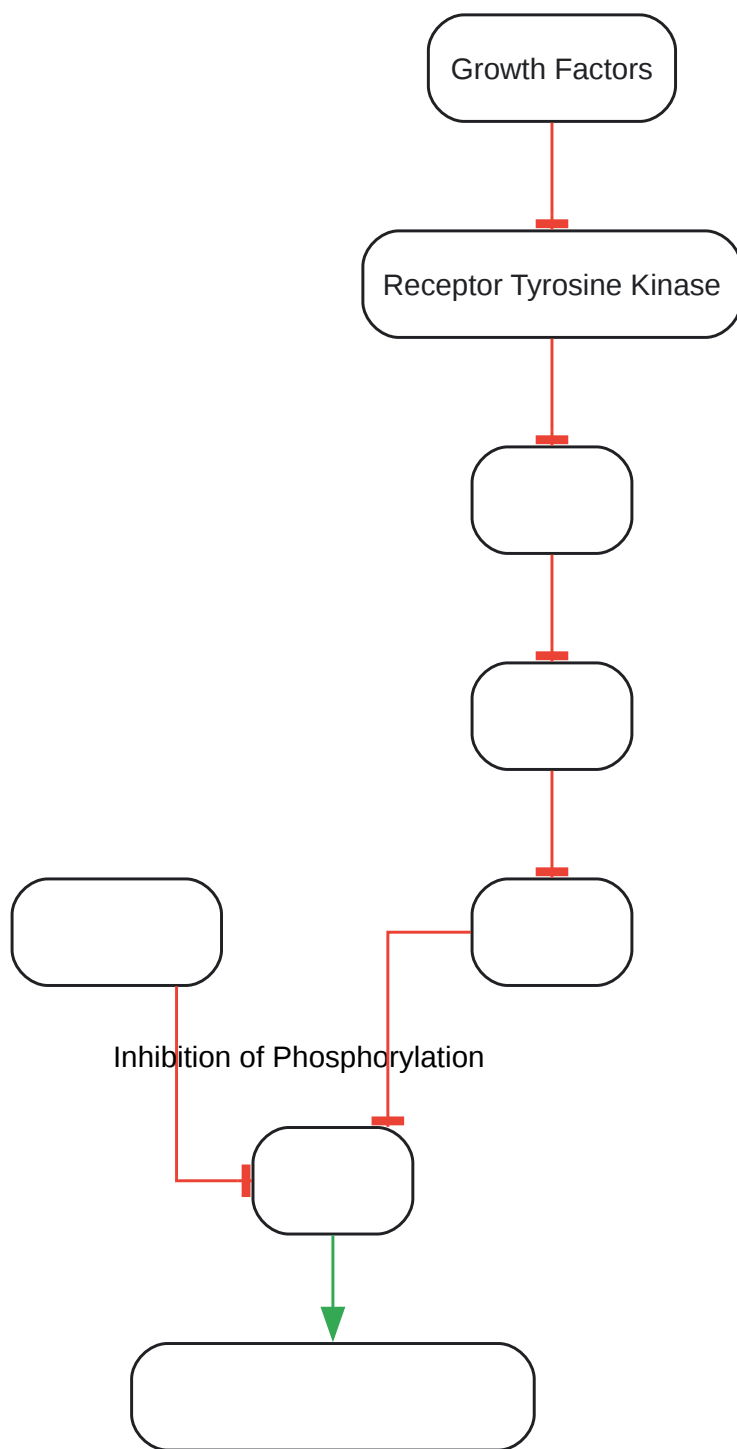 Growth Factors
Receptor Tyrosine Kinase
Inhibition of Phosphorylation